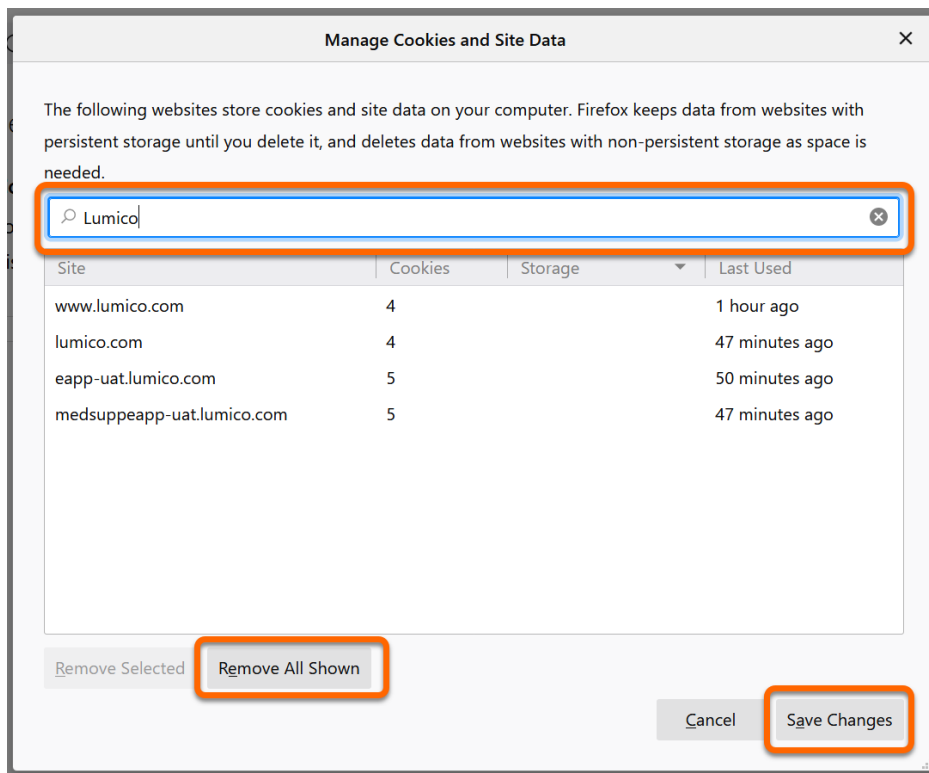 Manage Cookies and Site Data
The following websites store cookies and site data on your computer. Firefox keeps data from websites with
persistent storage until you delete it, and deletes data from websites with non-persistent storage as space is
needed.
Lumico
Site Cookies Storage Last Used
www.lumico.com 4 1 hour ago
lumico.com 4 47 minutes ago
eapp-uat.lumico.com 5 50 minutes ago
medsuppeapp-uat.lumico.com 5 47 minutes ago
Remove Selected Remove All Shown
Cancel Save Changes